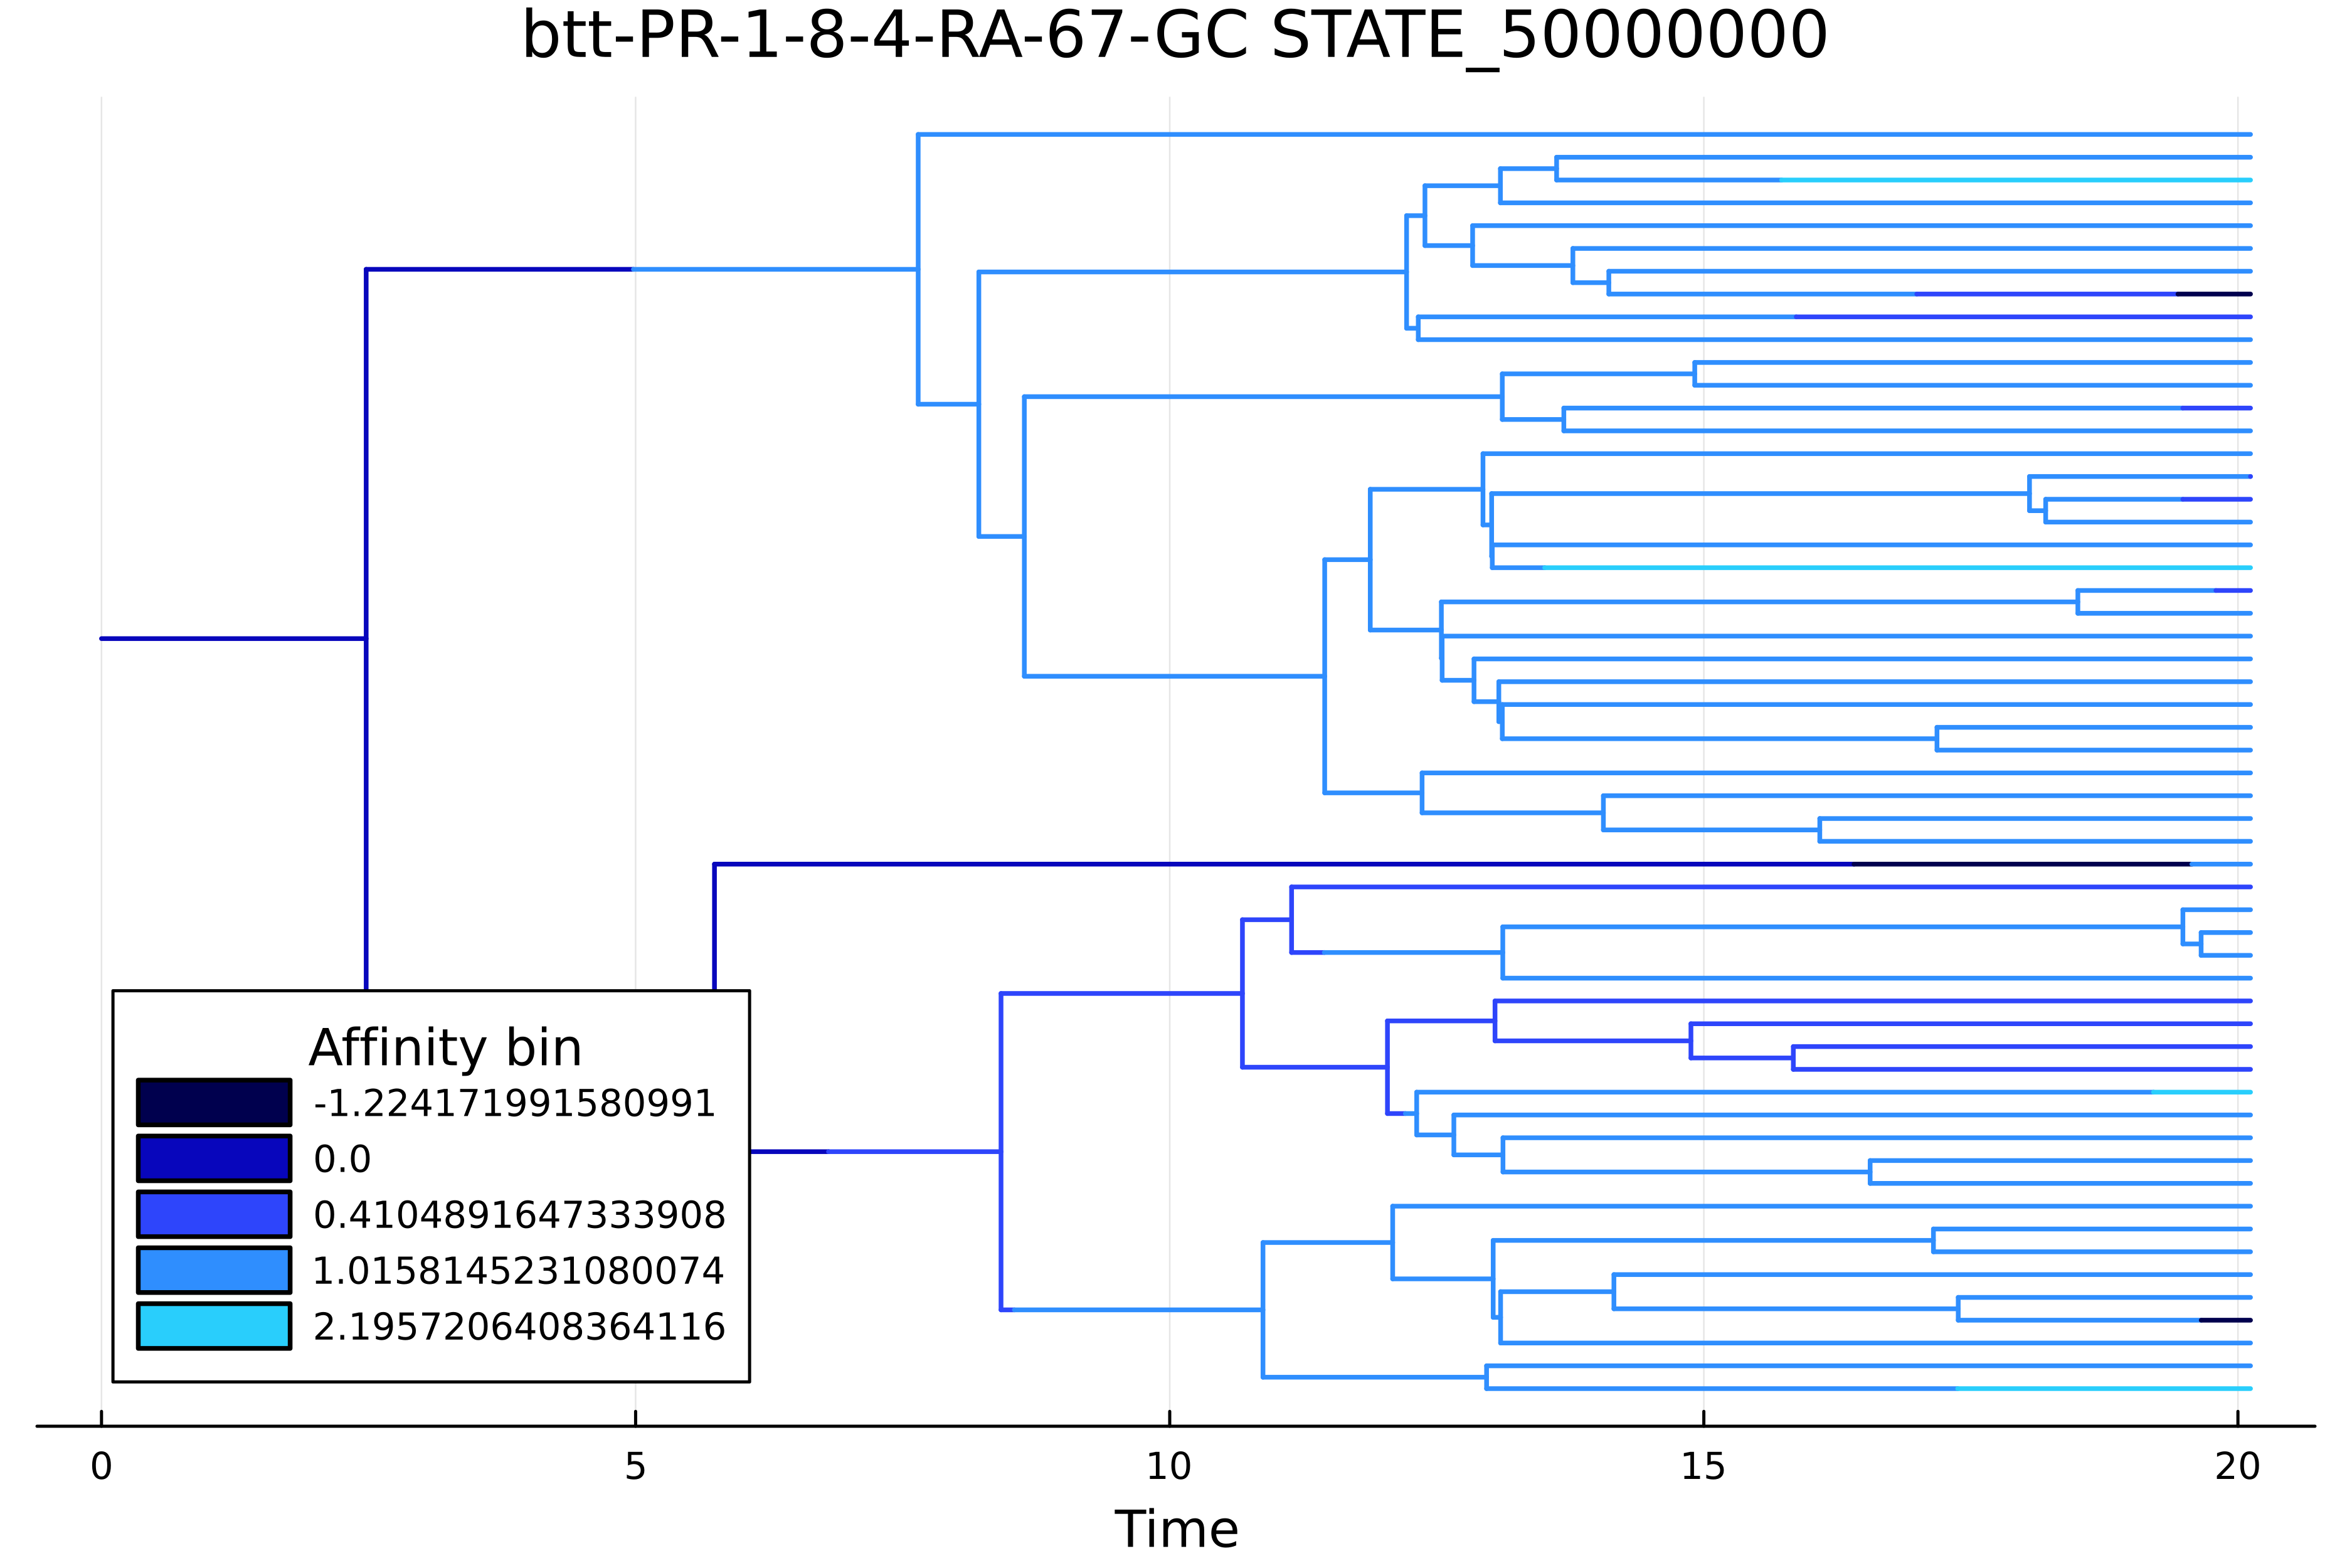 btt-PR-1-8-4-RA-67-GC STATE_50000000
Affinity bin
-1.224171991580991
0.0
0.4104891647333908
1.0158145231080074
2.1957206408364116
0 5 10 15 20
Time